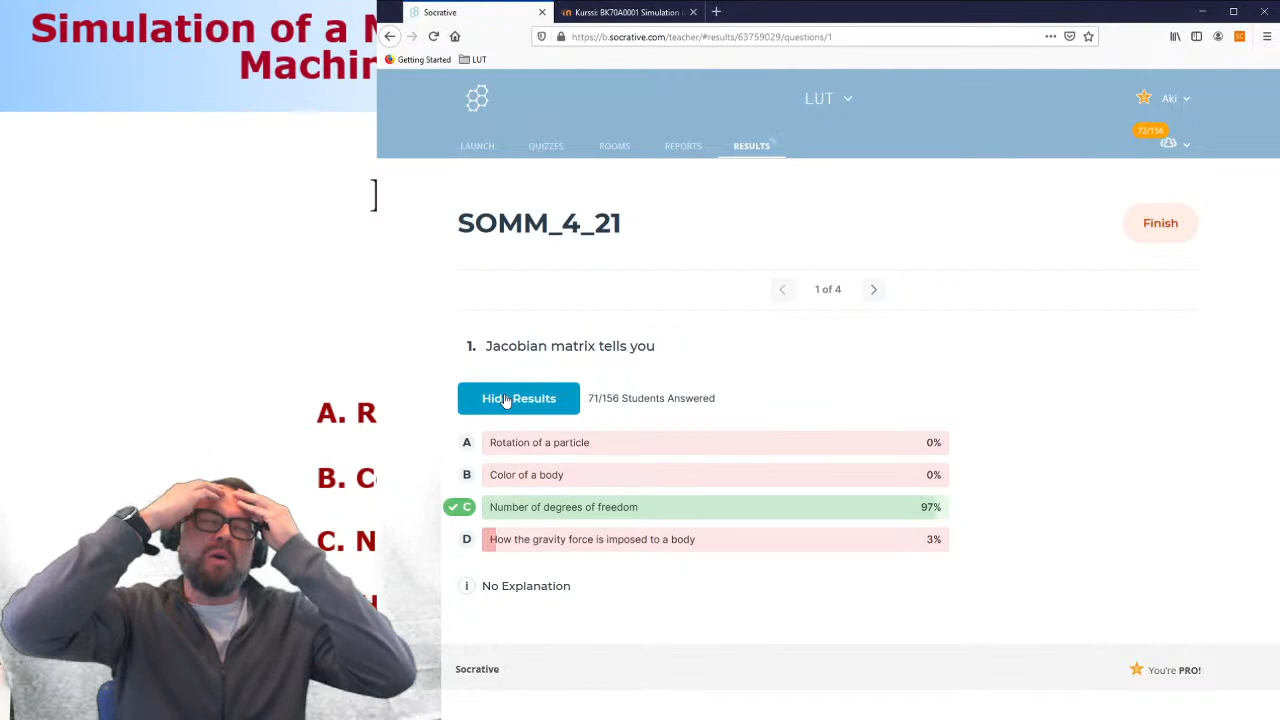 Simulation of a M
Machin
Socrative
Kurssi: BK70A0001 Simulation
https://b.socrative.com/teacher/#results/63759029/questions/1
Getting Started
LUT
LUT
Aki
72/156
LAUNCH
QUIZZES
ROOMS
REPORTS
RESULTS
SOMM_4_21
Finish
1 of 4
1. Jacobian matrix tells you
Hide Results
71/156 Students Answered
A Rotation of a particle 0%
B Color of a body 0%
C Number of degrees of freedom 97%
D How the gravity force is imposed to a body 3%
i No Explanation
A. R
B. C
C. N
Socrative
You're PRO!